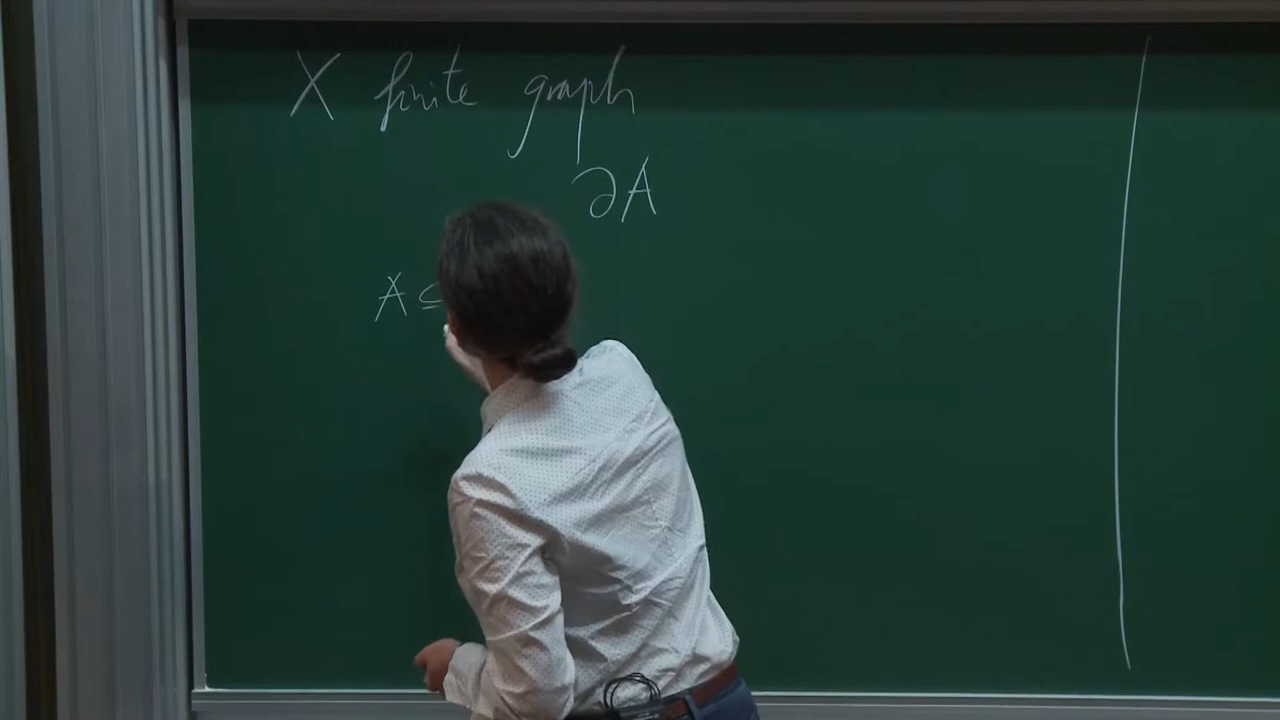 X finite graph
∂A
A ⊆